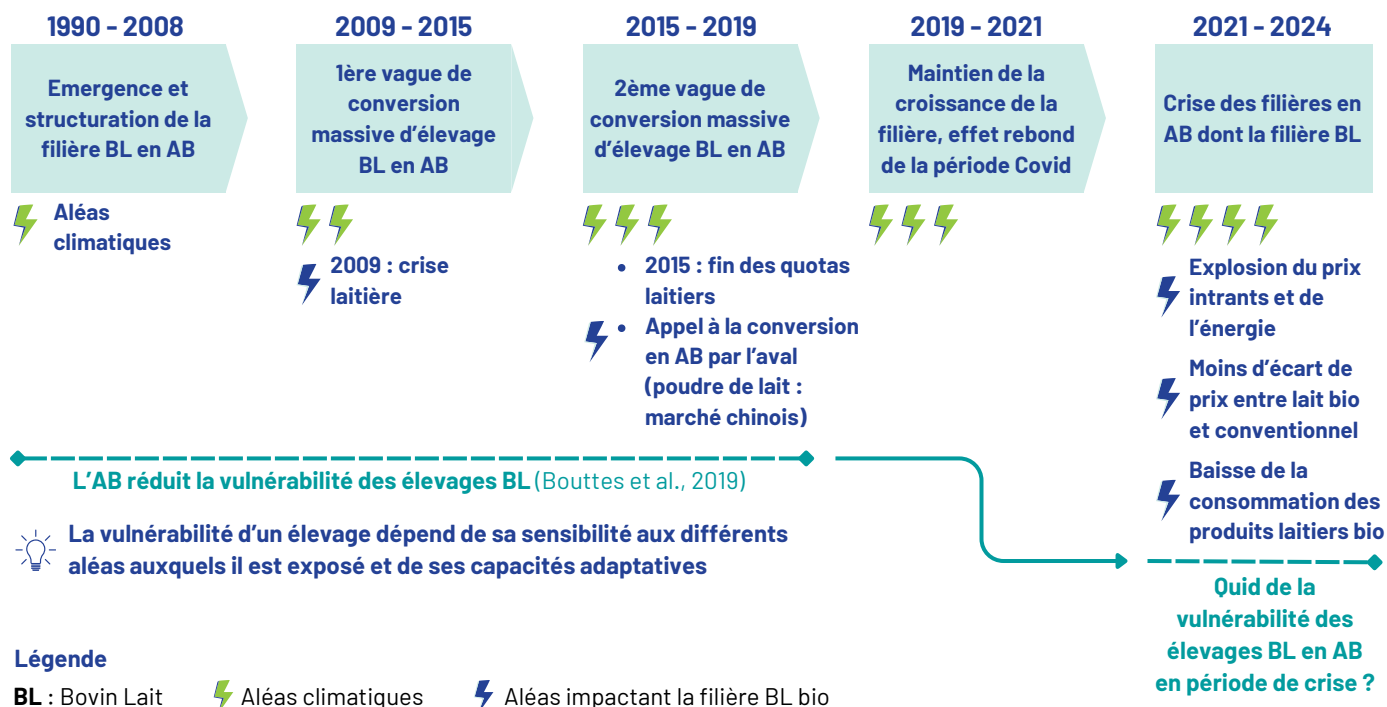 1990 - 2008
Emergence et
structuration de la
filière BL en AB
Aléas
climatiques
2009 - 2015
1ère vague de
conversion
massive d'élevage
BL en AB
2009 : crise
laitière
2015 - 2019
2ème vague de
conversion massive
d'élevage BL en AB
• 2015 : fin des quotas
laitiers
• Appel à la conversion
en AB par l'aval
(poudre de lait :
marché chinois)
2019 - 2021
Maintien de la
croissance de la
filière, effet rebond
de la période Covid
2021 - 2024
Crise des filières en
AB dont la filière BL
Explosion du prix
intrants et de
l'énergie
Moins d'écart de
prix entre lait bio
et conventionnel
Baisse de la
consommation des
produits laitiers bio
L'AB réduit la vulnérabilité des élevages BL (Bouttes et al., 2019)
La vulnérabilité d'un élevage dépend de sa sensibilité aux différents
aléas auxquels il est exposé et de ses capacités adaptatives
Quid de la
vulnérabilité des
élevages BL en AB
en période de crise ?
Légende
BL : Bovin Lait
Aléas climatiques
Aléas impactant la filière BL bio